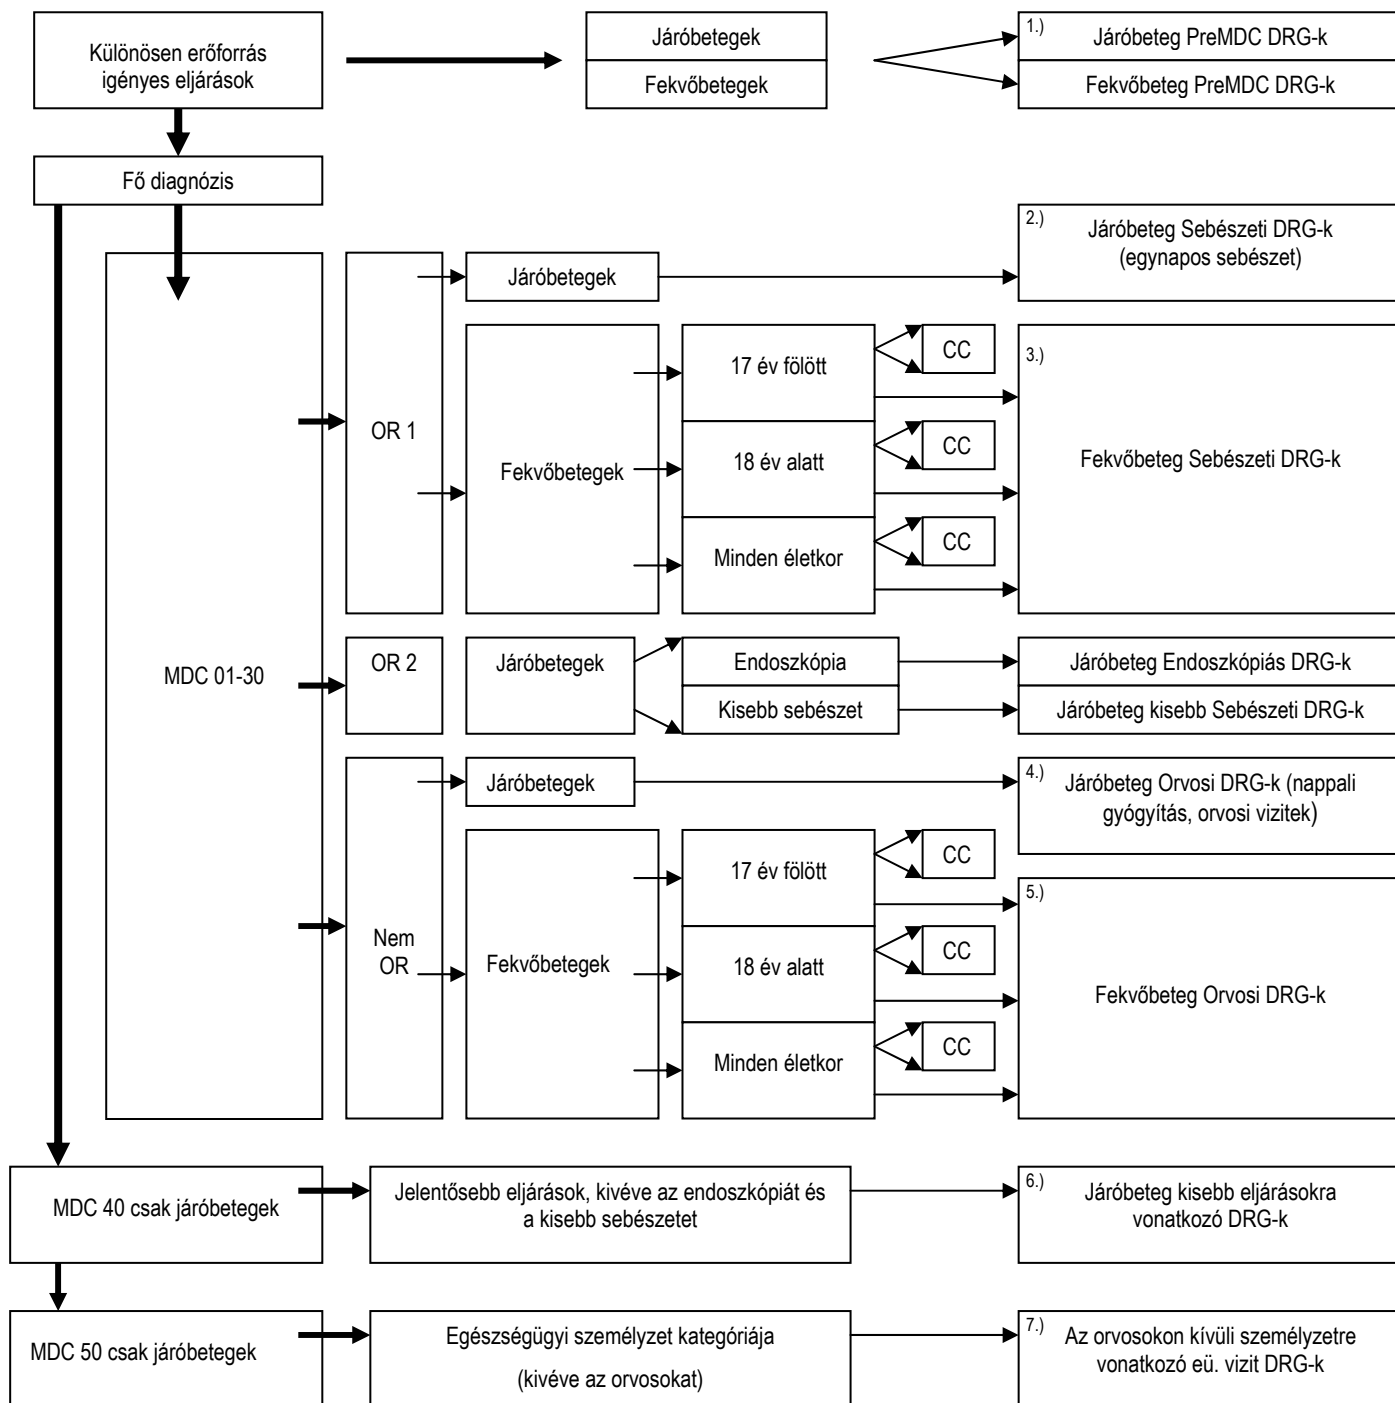 Különösen erőforrás
igényes eljárások
Járóbetegek
Fekvőbetegek
1.)
Járóbeteg PreMDC DRG-k
Fekvőbeteg PreMDC DRG-k
Fő diagnózis
2.)
Járóbeteg Sebészeti DRG-k
(egynapos sebészet)
MDC 01-30
OR 1
Járóbetegek
Fekvőbetegek
17 év fölött
CC
18 év alatt
CC
Minden életkor
CC
3.)
Fekvőbeteg Sebészeti DRG-k
OR 2
Járóbetegek
Endoszkópia
Kisebb sebészet
Járóbeteg Endoszkópiás DRG-k
Járóbeteg kisebb Sebészeti DRG-k
Nem
OR
Járóbetegek
4.)
Járóbeteg Orvosi DRG-k (nappali
gyógyítás, orvosi vizitek)
Fekvőbetegek
17 év fölött
CC
18 év alatt
CC
Minden életkor
CC
5.)
Fekvőbeteg Orvosi DRG-k
MDC 40 csak járóbetegek
Jelentősebb eljárások, kivéve az endoszkópiát és
a kisebb sebészetet
6.)
Járóbeteg kisebb eljárásokra
vonatkozó DRG-k
MDC 50 csak járóbetegek
Egészségügyi személyzet kategóriája
(kivéve az orvosokat)
7.)
Az orvosokon kívüli személyzetre
vonatkozó eü. vizit DRG-k